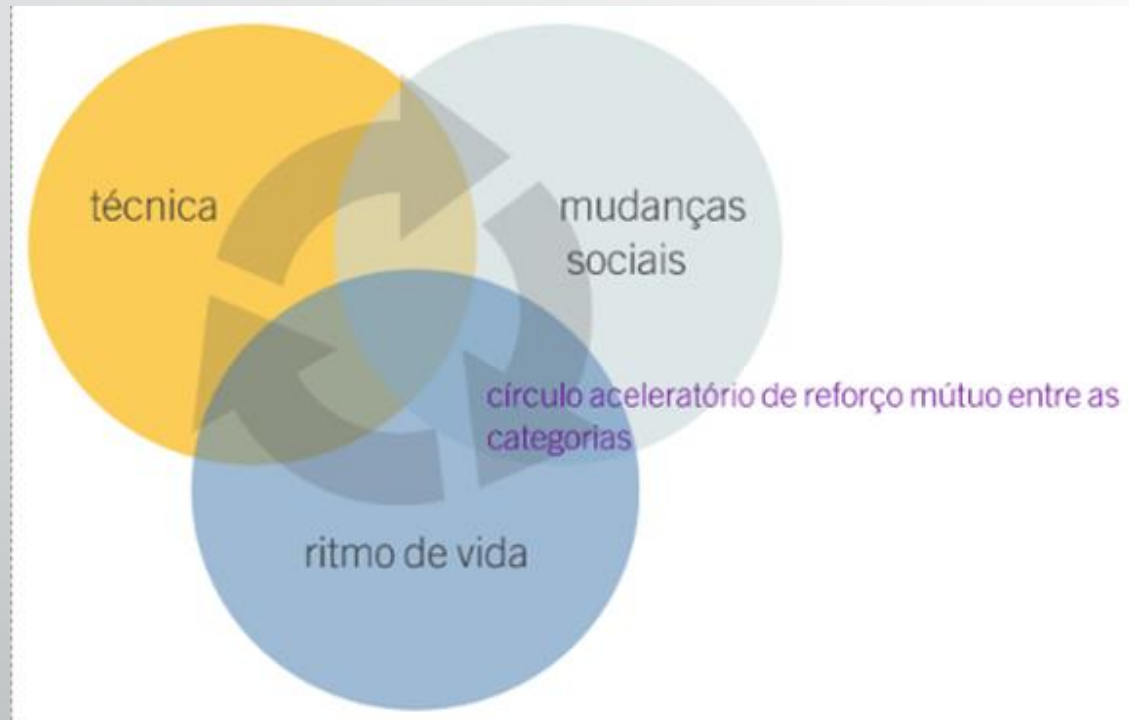 técnica
mudanças
sociais
círculo aceleratório de reforço mútuo entre as
categorias
ritmo de vida